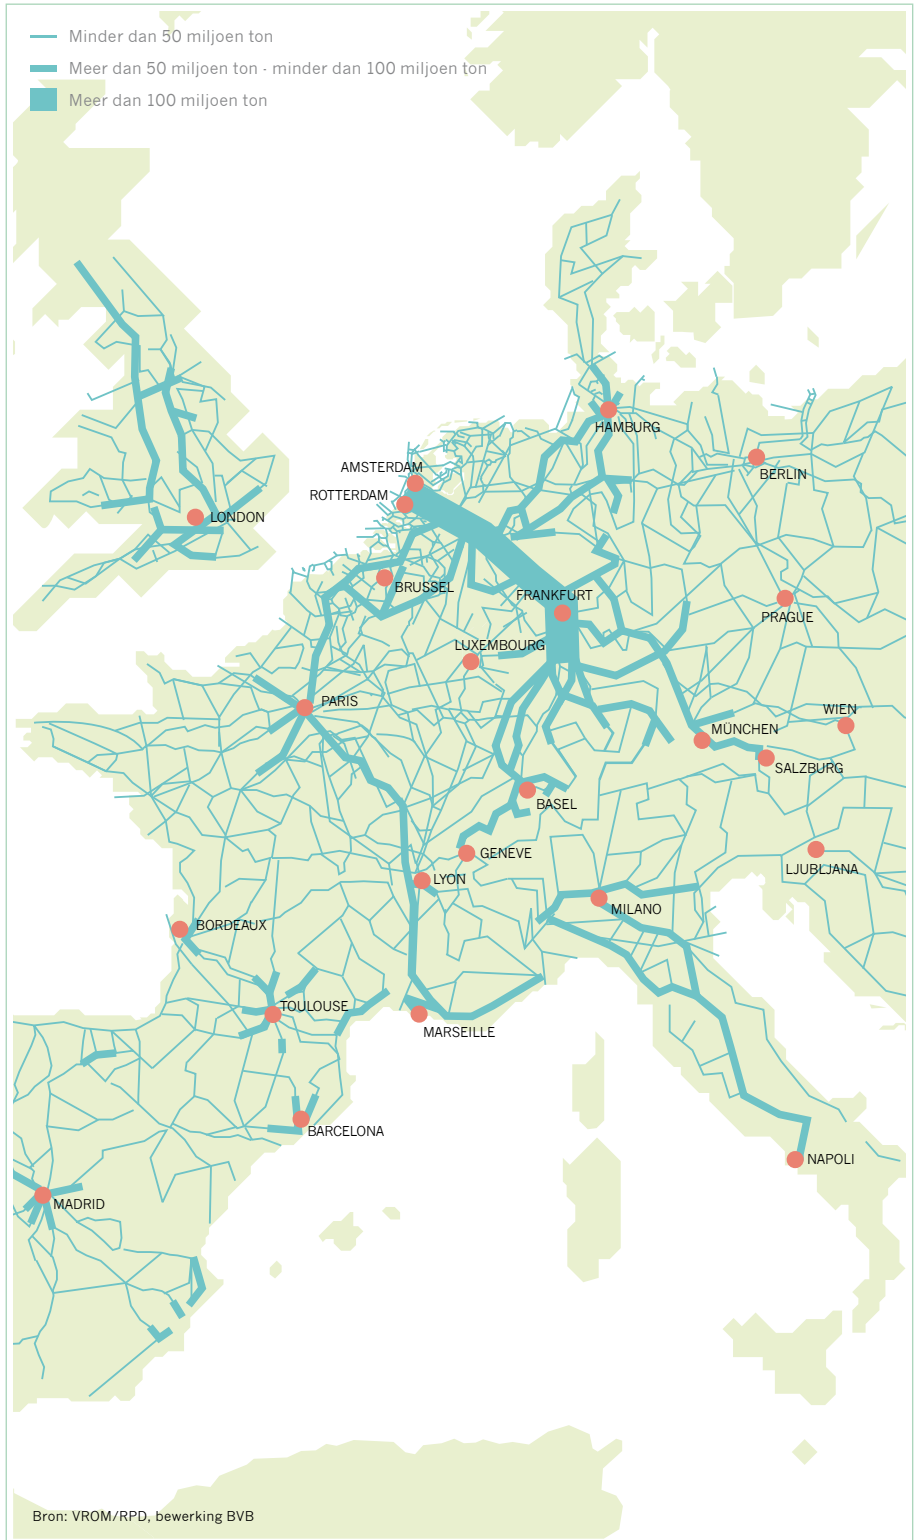 Minder dan 50 miljoen ton
Meer dan 50 miljoen ton - minder dan 100 miljoen ton
Meer dan 100 miljoen ton
HAMBURG
AMSTERDAM
BERLIN
ROTTERDAM
LONDON
BRUSSEL
FRANKFURT
PRAGUE
LUXEMBOURG
PARIS
WIEN
MÜNCHEN
SALZBURG
BASEL
GENEVE
LJUBLJANA
LYON
MILANO
BORDEAUX
TOULOUSE
MARSEILLE
BARCELONA
NAPOLI
MADRID
Bron: VROM/RPD, bewerking BVB